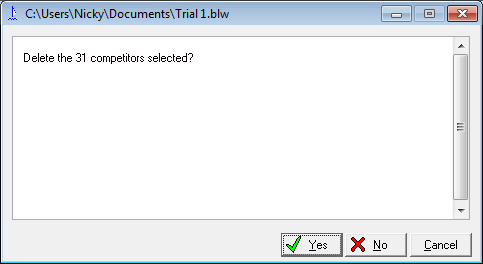 C:\Users\Nicky\Documents\Trial 1.blw
Delete the 31 competitors selected?
Yes
No
Cancel